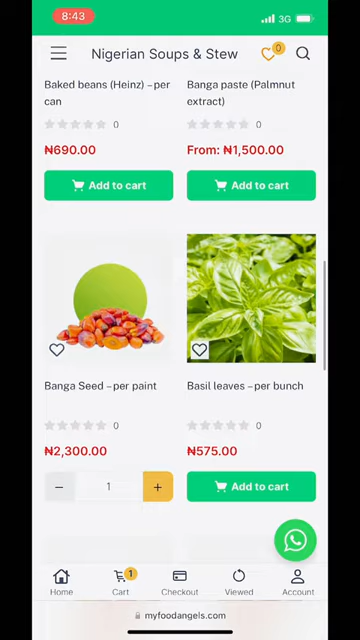 8:43
3G
Nigerian Soups & Stew
0
Baked beans (Heinz) – per can
Banga paste (Palmnut extract)
0
0
₦690.00
From: ₦1,500.00
Add to cart
Add to cart
Banga Seed – per paint
Basil leaves – per bunch
0
0
₦2,300.00
₦575.00
− 1 +
Add to cart
1
Home
Cart
Checkout
Viewed
Account
myfoodangels.com